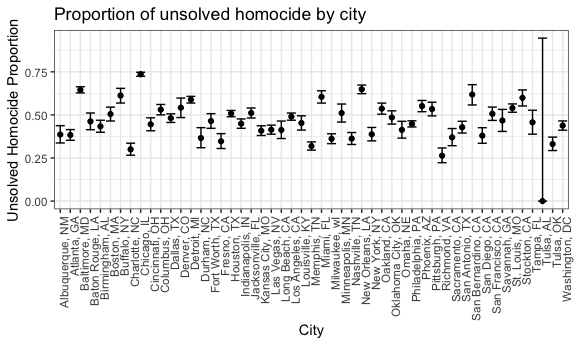 Proportion of unsolved homocide by city
Unsolved Homocide Proportion
0.75
0.50
0.25
0.00
Albuquerque, NM
Atlanta, GA
Baltimore, MD
Baton Rouge, LA
Birmingham, AL
Boston, MA
Buffalo, NY
Charlotte, NC
Chicago, IL
Cincinnati, OH
Columbus, OH
Dallas, TX
Denver, CO
Detroit, MI
Durham, NC
Fort Worth, TX
Fresno, CA
Houston, TX
Indianapolis, IN
Jacksonville, FL
Kansas City, MO
Las Vegas, NV
Long Beach, CA
Los Angeles, CA
Louisville, KY
Memphis, TN
Miami, FL
Milwaukee, wI
Minneapolis, MN
Nashville, TN
New Orleans, LA
New York, NY
Oakland, CA
Oklahoma City, OK
Omaha, NE
Philadelphia, PA
Phoenix, AZ
Pittsburgh, PA
Richmond, VA
Sacramento, CA
San Antonio, TX
San Bernardino, CA
San Diego, CA
San Francisco, CA
Savannah, GA
St. Louis, MO
Stockton, CA
Tampa, FL
Tulsa, AL
Tulsa, OK
Washington, DC
City